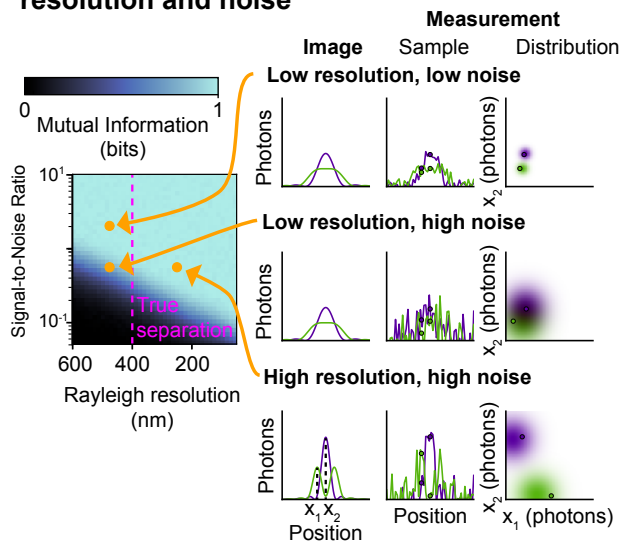 resolution and noise
Measurement
Image Sample Distribution
0 1
Mutual Information
(bits)
Low resolution, low noise
Photons
x2 (photons)
Signal-to-Noise Ratio
10^1
10^-1
True
separation
600 400 200
Rayleigh resolution
(nm)
Low resolution, high noise
Photons
x2 (photons)
High resolution, high noise
Photons
x2 (photons)
x1 x2
Position
Position
x1 (photons)